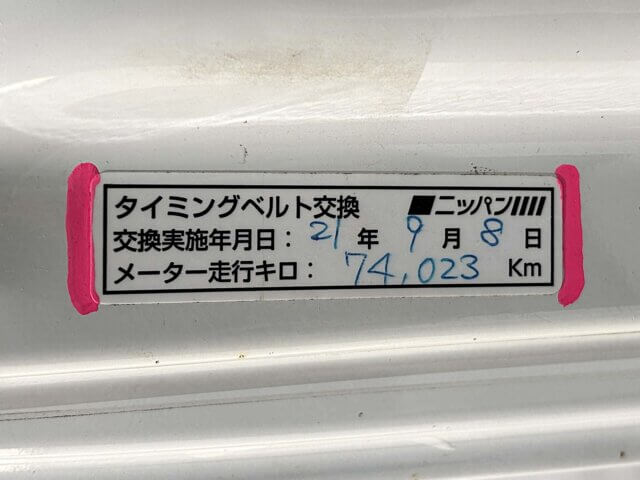 タイミングベルト交換 ニッパン
交換実施年月日：21年9月8日
メーター走行キロ：74,023 Km